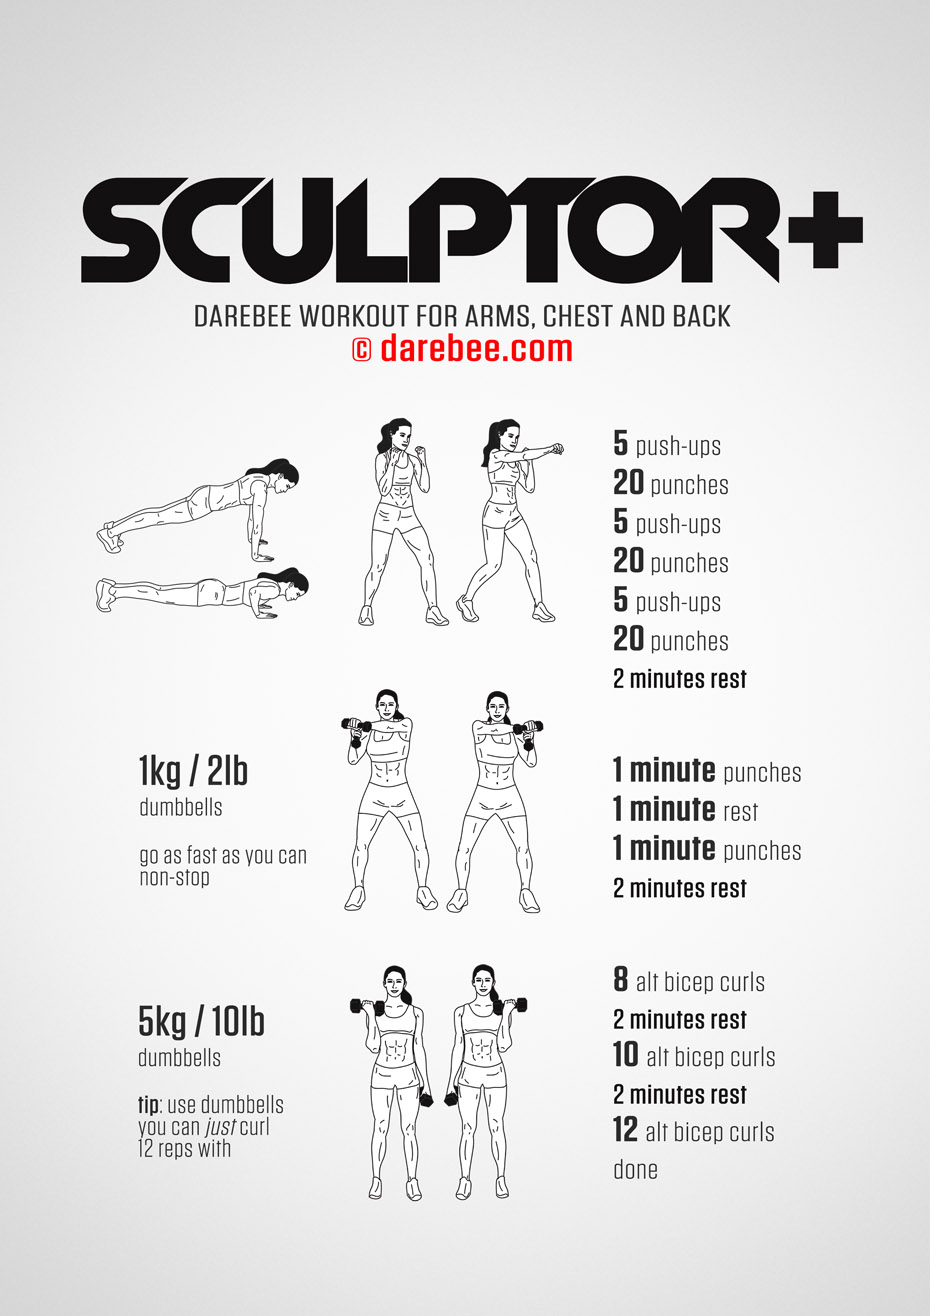 SCULPTOR+
DAREBEE WORKOUT FOR ARMS, CHEST AND BACK
© darebee.com
5 push-ups
20 punches
5 push-ups
20 punches
5 push-ups
20 punches
2 minutes rest
1kg / 2lb
dumbbells
go as fast as you can
non-stop
1 minute punches
1 minute rest
1 minute punches
2 minutes rest
5kg / 10lb
dumbbells
tip: use dumbbells
you can just curl
12 reps with
8 alt bicep curls
2 minutes rest
10 alt bicep curls
2 minutes rest
12 alt bicep curls
done